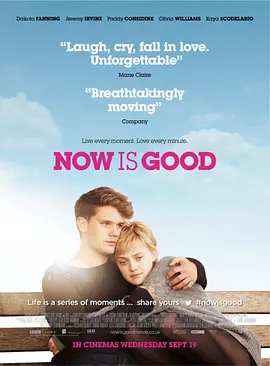 Dakota FANNING Jeremy IRVINE Paddy CONSIDINE Olivia WILLIAMS Kaya SCODELARIO
“Laugh, cry, fall in love.
Unforgettable”
Marie Claire
“Breathtakingly
moving”
Company
Live every moment. Love every minute.
NOW IS GOOD
Life is a series of moments ... share yours #nowisgood
IN CINEMAS WEDNESDAY SEPT 19